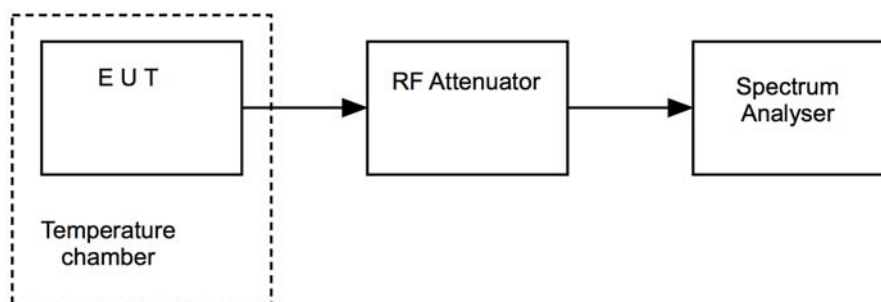 E U T
RF Attenuator
Spectrum
Analyser
Temperature
chamber